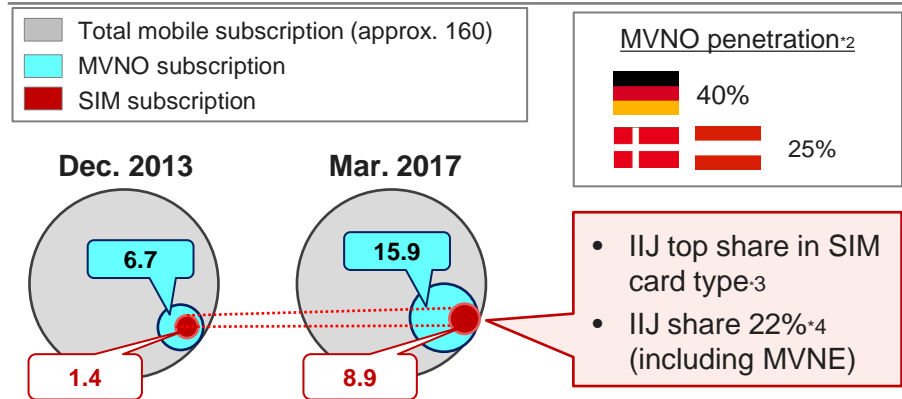 Total mobile subscription (approx. 160)
MVNO subscription
SIM subscription
MVNO penetration*2
40%
25%
Dec. 2013
Mar. 2017
6.7
15.9
1.4
8.9
• IIJ top share in SIM
card type*3
• IIJ share 22%*4
(including MVNE)